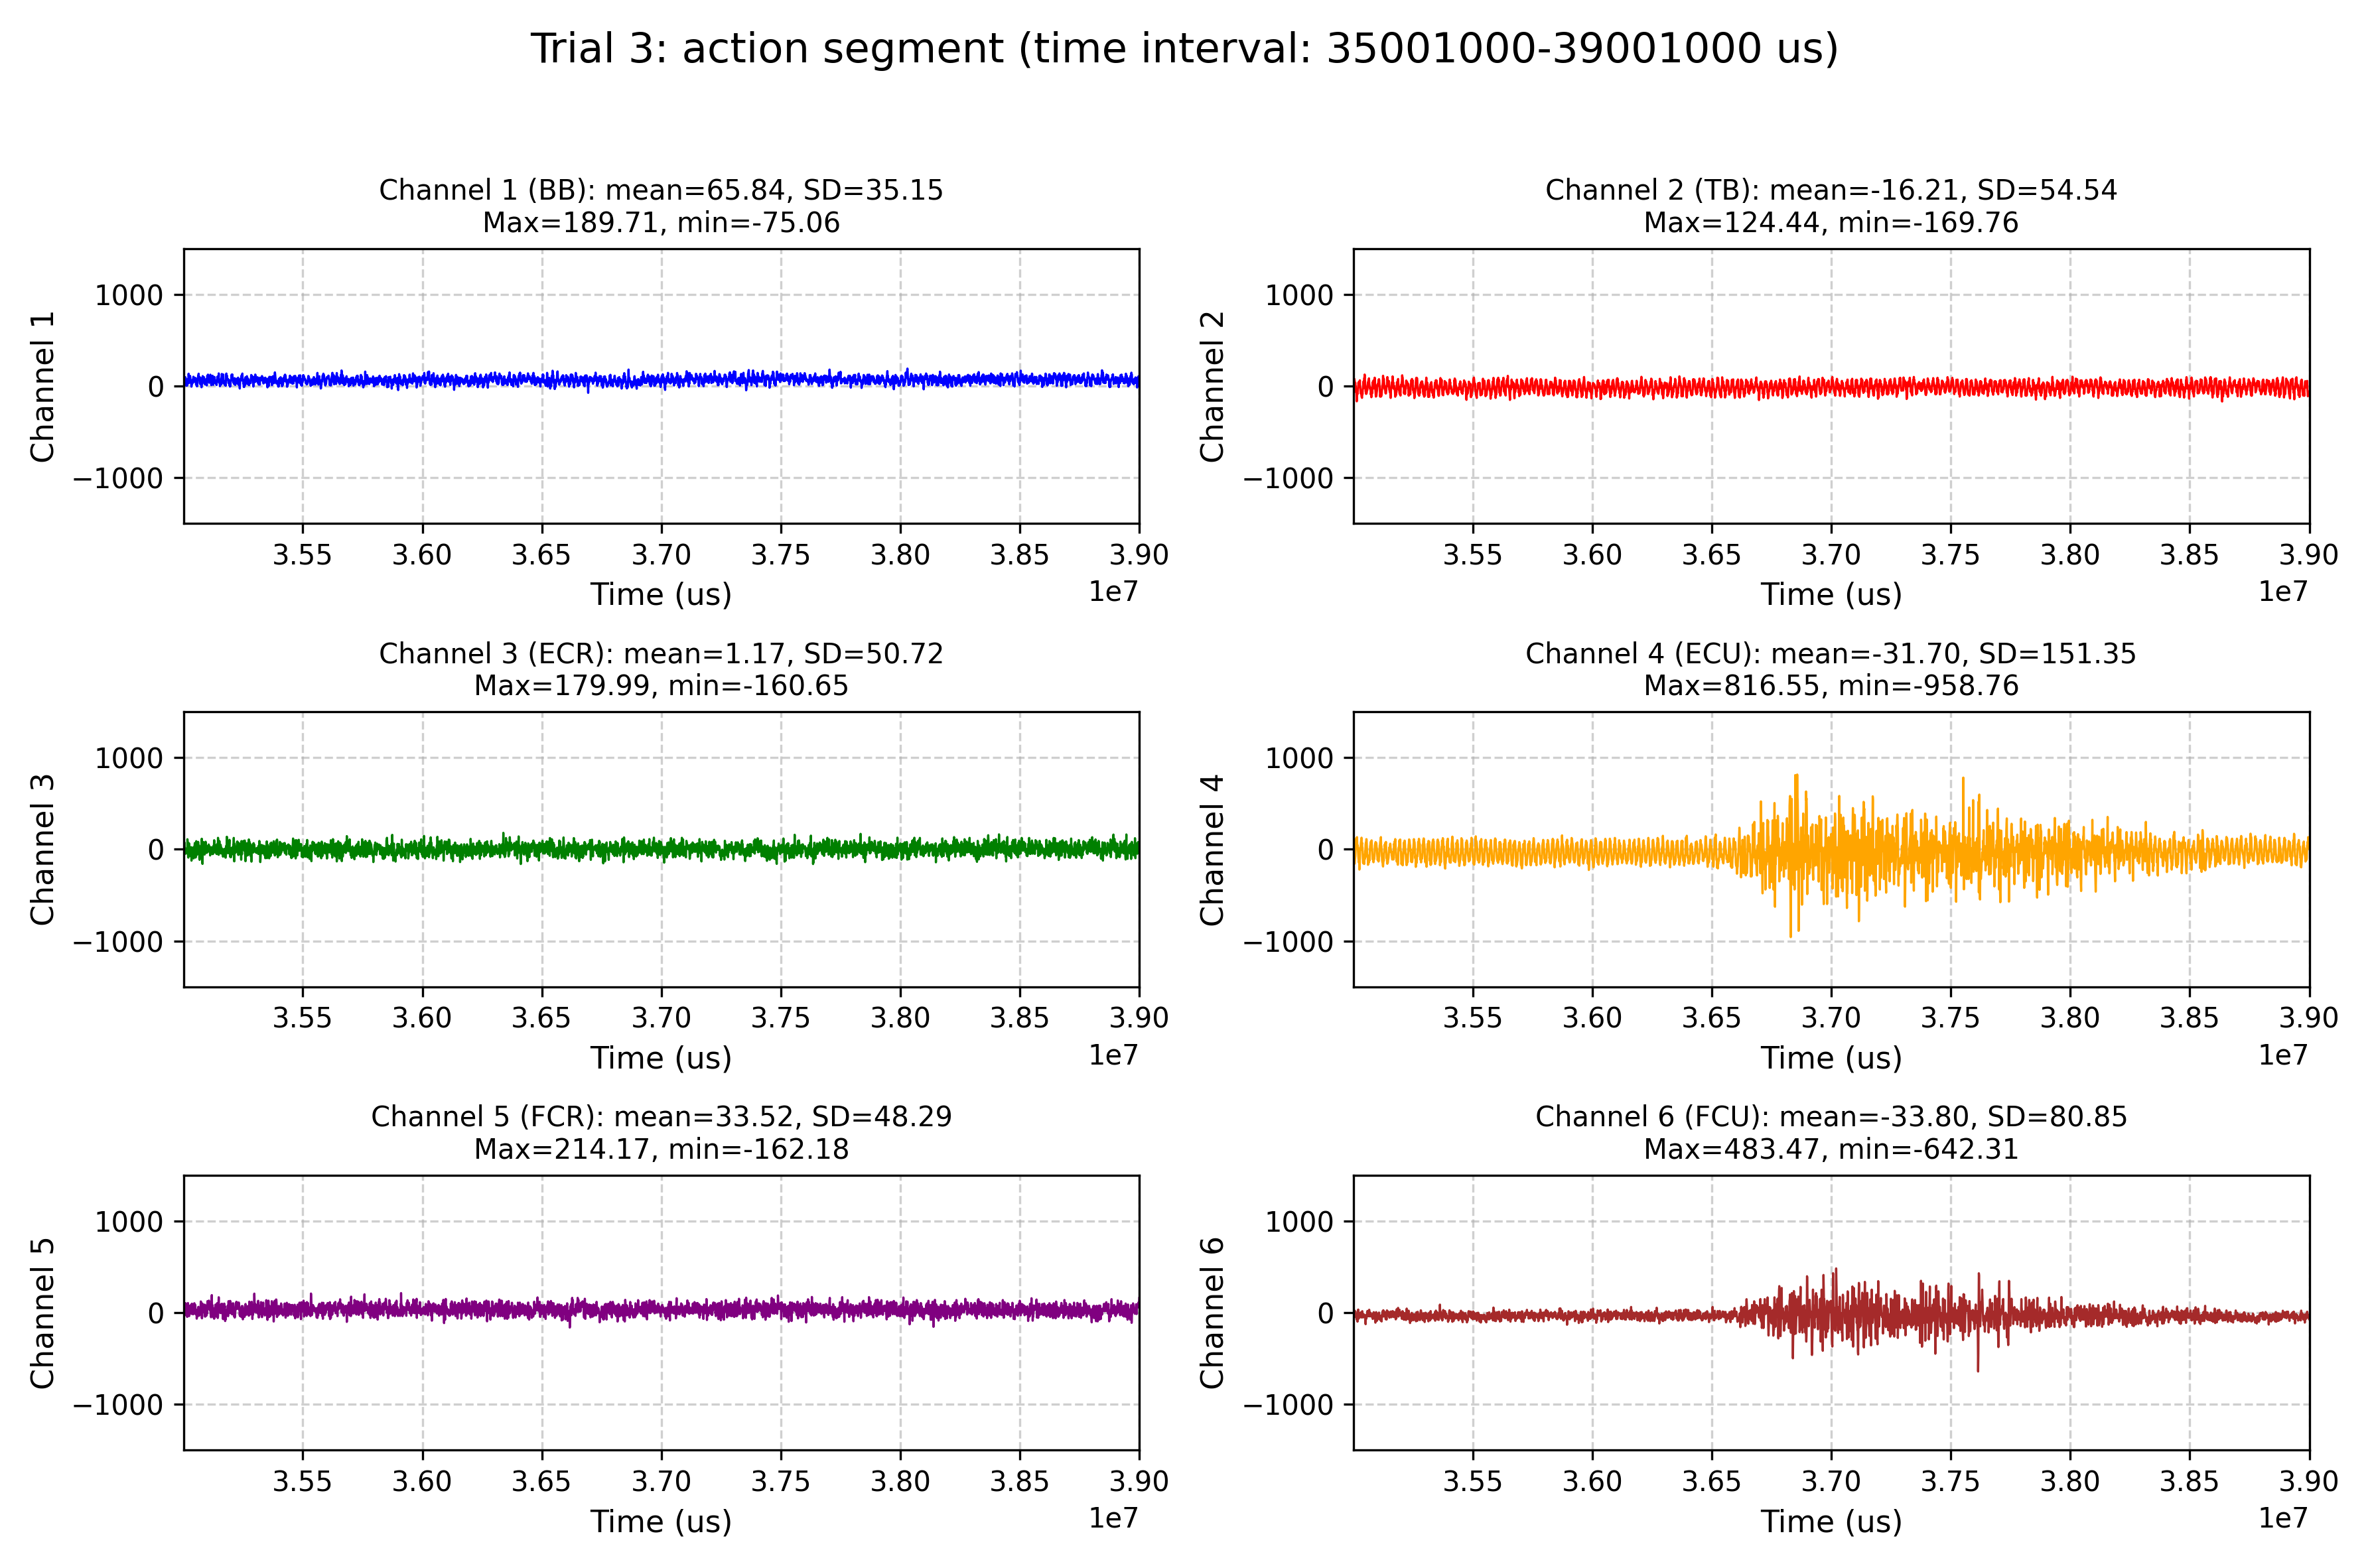 Trial 3: action segment (time interval: 35001000-39001000 us)
Channel 1 (BB): mean=65.84, SD=35.15
Max=189.71, min=-75.06
Channel 1
1000
0
−1000
3.55 3.60 3.65 3.70 3.75 3.80 3.85 3.90
1e7
Time (us)
Channel 2 (TB): mean=-16.21, SD=54.54
Max=124.44, min=-169.76
Channel 2
1000
0
−1000
3.55 3.60 3.65 3.70 3.75 3.80 3.85 3.90
1e7
Time (us)
Channel 3 (ECR): mean=1.17, SD=50.72
Max=179.99, min=-160.65
Channel 3
1000
0
−1000
3.55 3.60 3.65 3.70 3.75 3.80 3.85 3.90
1e7
Time (us)
Channel 4 (ECU): mean=-31.70, SD=151.35
Max=816.55, min=-958.76
Channel 4
1000
0
−1000
3.55 3.60 3.65 3.70 3.75 3.80 3.85 3.90
1e7
Time (us)
Channel 5 (FCR): mean=33.52, SD=48.29
Max=214.17, min=-162.18
Channel 5
1000
0
−1000
3.55 3.60 3.65 3.70 3.75 3.80 3.85 3.90
1e7
Time (us)
Channel 6 (FCU): mean=-33.80, SD=80.85
Max=483.47, min=-642.31
Channel 6
1000
0
−1000
3.55 3.60 3.65 3.70 3.75 3.80 3.85 3.90
1e7
Time (us)